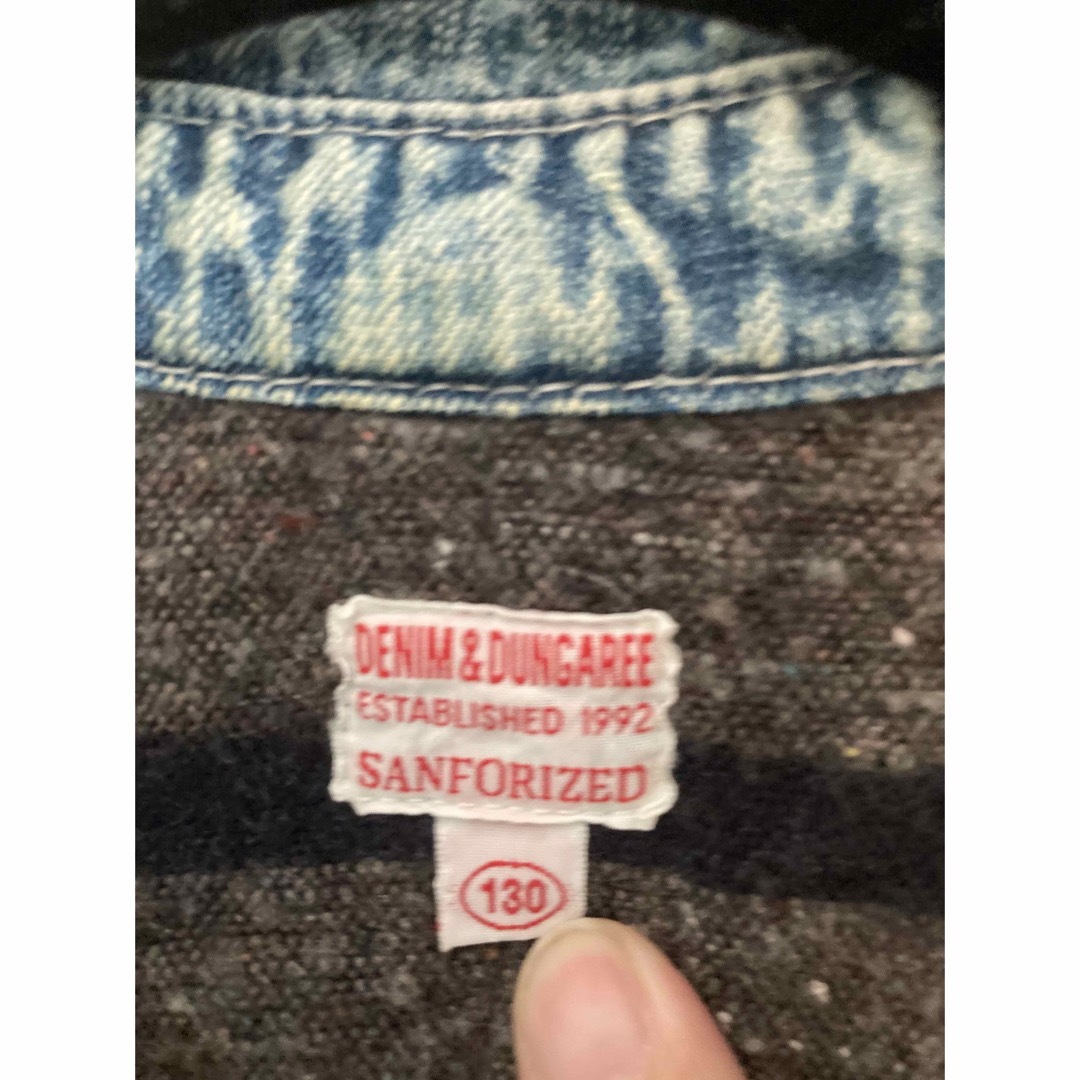 DENIM & DUNGAREE
ESTABLISHED 1992
SANFORIZED
130